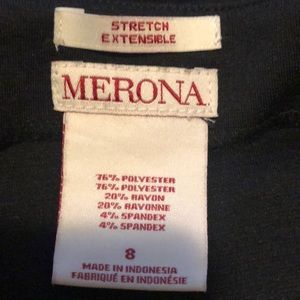 STRETCH
EXTENSIBLE
MERONA
76% POLYESTER
76% POLYESTER
20% RAYON
20% RAYONNE
4% SPANDEX
4% SPANDEX
8
MADE IN INDONESIA
FABRIQUÉ EN INDONÉSIE